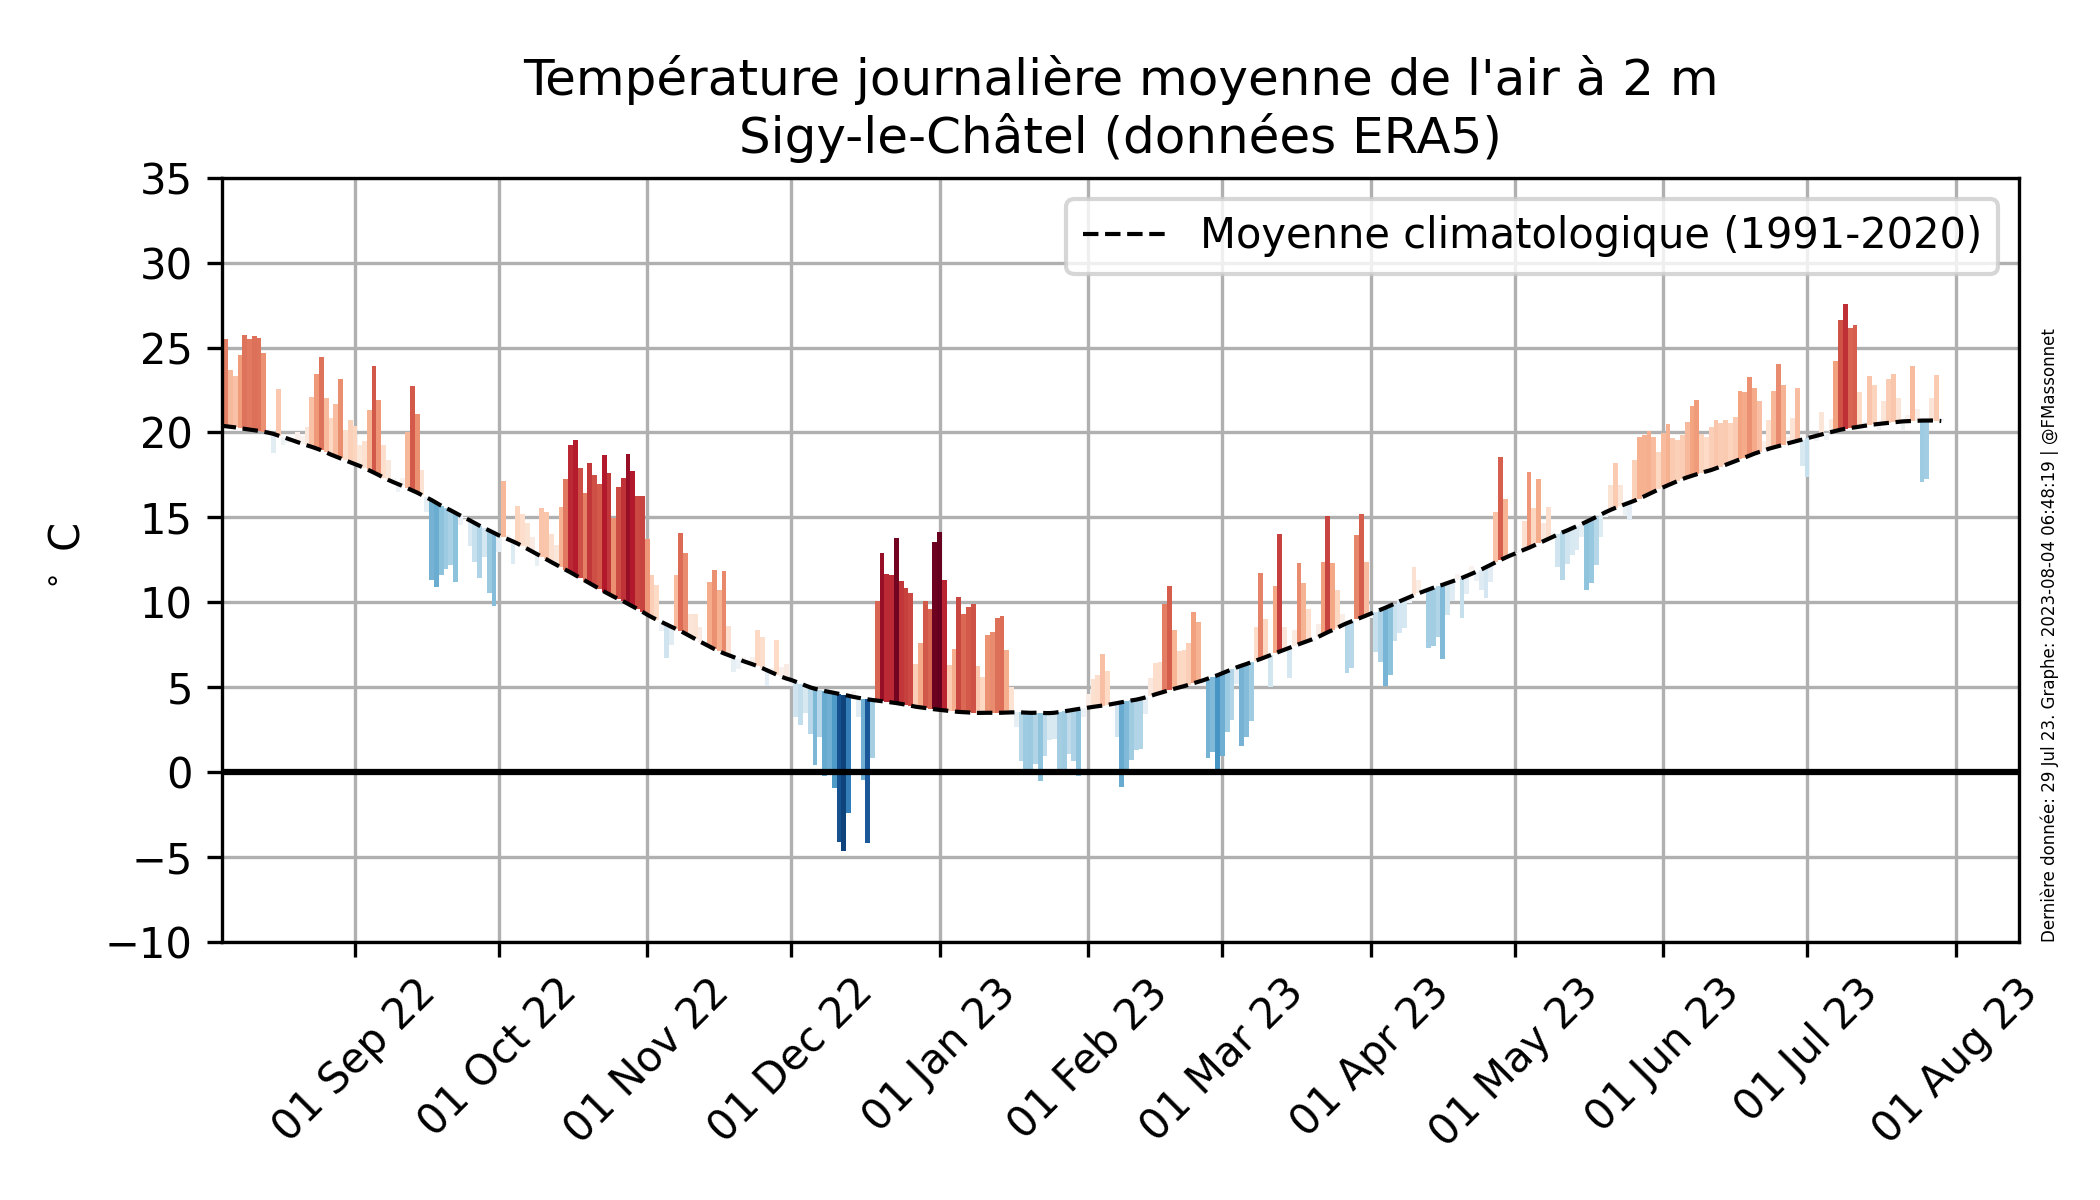 Température journalière moyenne de l'air à 2 m
Sigy-le-Châtel (données ERA5)
35
30
25
20
15
10
5
0
−5
−10
° C
Moyenne climatologique (1991-2020)
01 Sep 22
01 Oct 22
01 Nov 22
01 Dec 22
01 Jan 23
01 Feb 23
01 Mar 23
01 Apr 23
01 May 23
01 Jun 23
01 Jul 23
01 Aug 23
Dernière donnée: 29 Jul 23. Graphe: 2023-08-04 06:48:19 | @FMassonnet